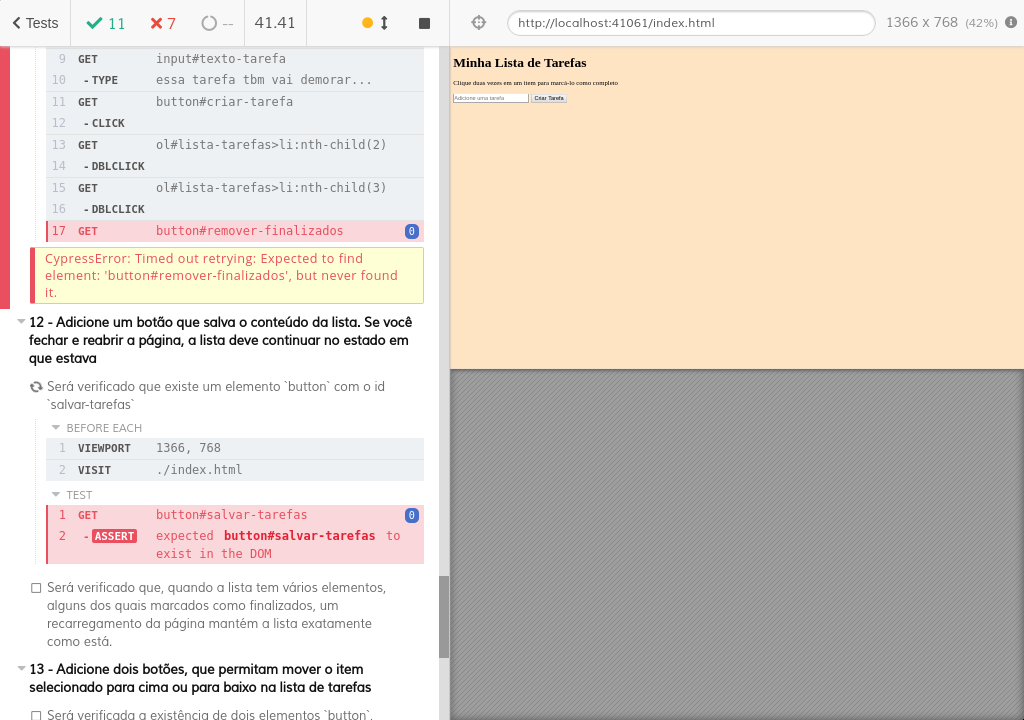 Tests 11 7 -- 41.41 http://localhost:41061/index.html 1366 x 768 (42%)
9 GET input#texto-tarefa
10 - TYPE essa tarefa tbm vai demorar...
11 GET button#criar-tarefa
12 - CLICK
13 GET ol#lista-tarefas>li:nth-child(2)
14 - DBLCLICK
15 GET ol#lista-tarefas>li:nth-child(3)
16 - DBLCLICK
17 GET button#remover-finalizados 0
CypressError: Timed out retrying: Expected to find
element: 'button#remover-finalizados', but never found
it.
12 - Adicione um botão que salva o conteúdo da lista. Se você
fechar e reabrir a página, a lista deve continuar no estado em
que estava
Será verificado que existe um elemento `button` com o id
`salvar-tarefas`
BEFORE EACH
1 VIEWPORT 1366, 768
2 VISIT ./index.html
TEST
1 GET button#salvar-tarefas 0
2 - ASSERT expected button#salvar-tarefas to
exist in the DOM
Será verificado que, quando a lista tem vários elementos,
alguns dos quais marcados como finalizados, um
recarregamento da página mantém a lista exatamente
como está.
13 - Adicione dois botões, que permitam mover o item
selecionado para cima ou para baixo na lista de tarefas
Será verificada a existência de dois elementos `button`,
Minha Lista de Tarefas
Clique duas vezes em um item para marcá-lo como completo
Adicione uma tarefa Criar Tarefa